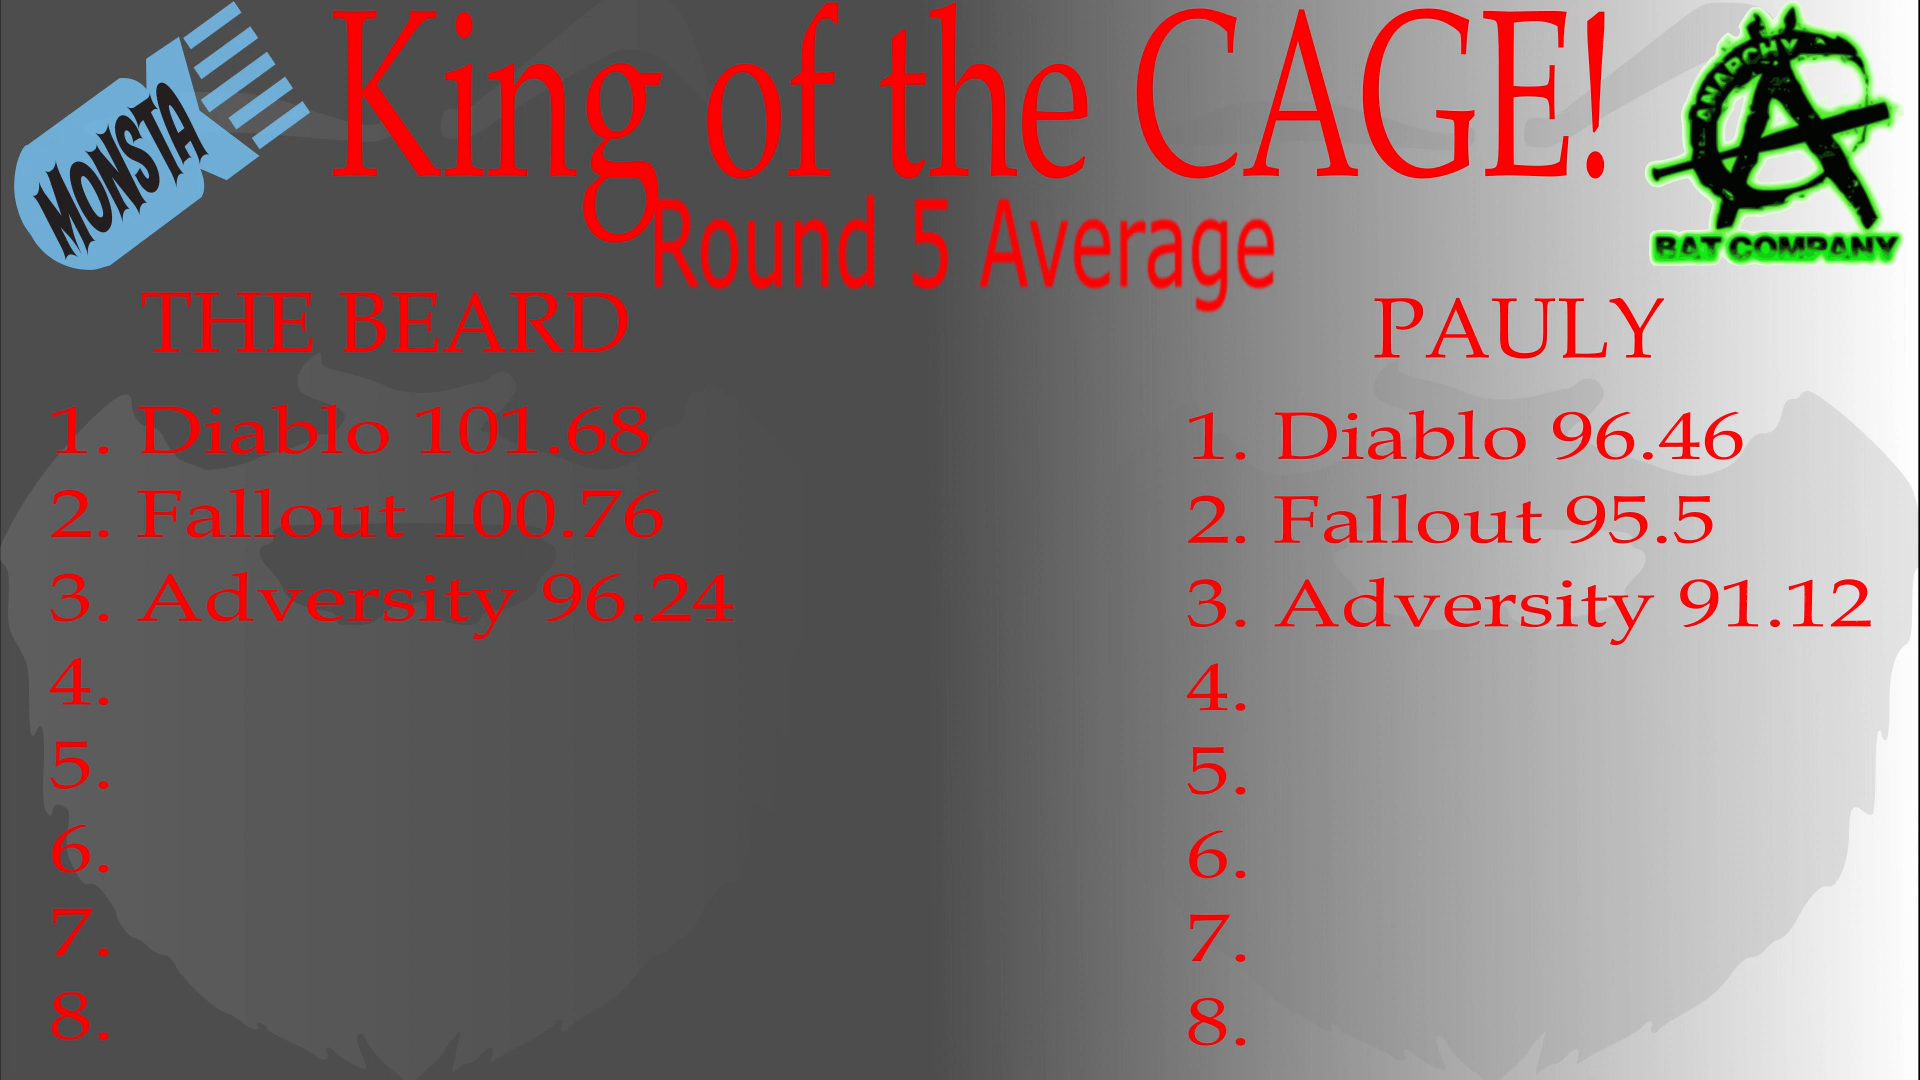 MONSTA
King of the CAGE!
ANARCHY
BAT COMPANY
Round 5 Average
THE BEARD
1. Diablo 101.68
2. Fallout 100.76
3. Adversity 96.24
4.
5.
6.
7.
8.
PAULY
1. Diablo 96.46
2. Fallout 95.5
3. Adversity 91.12
4.
5.
6.
7.
8.